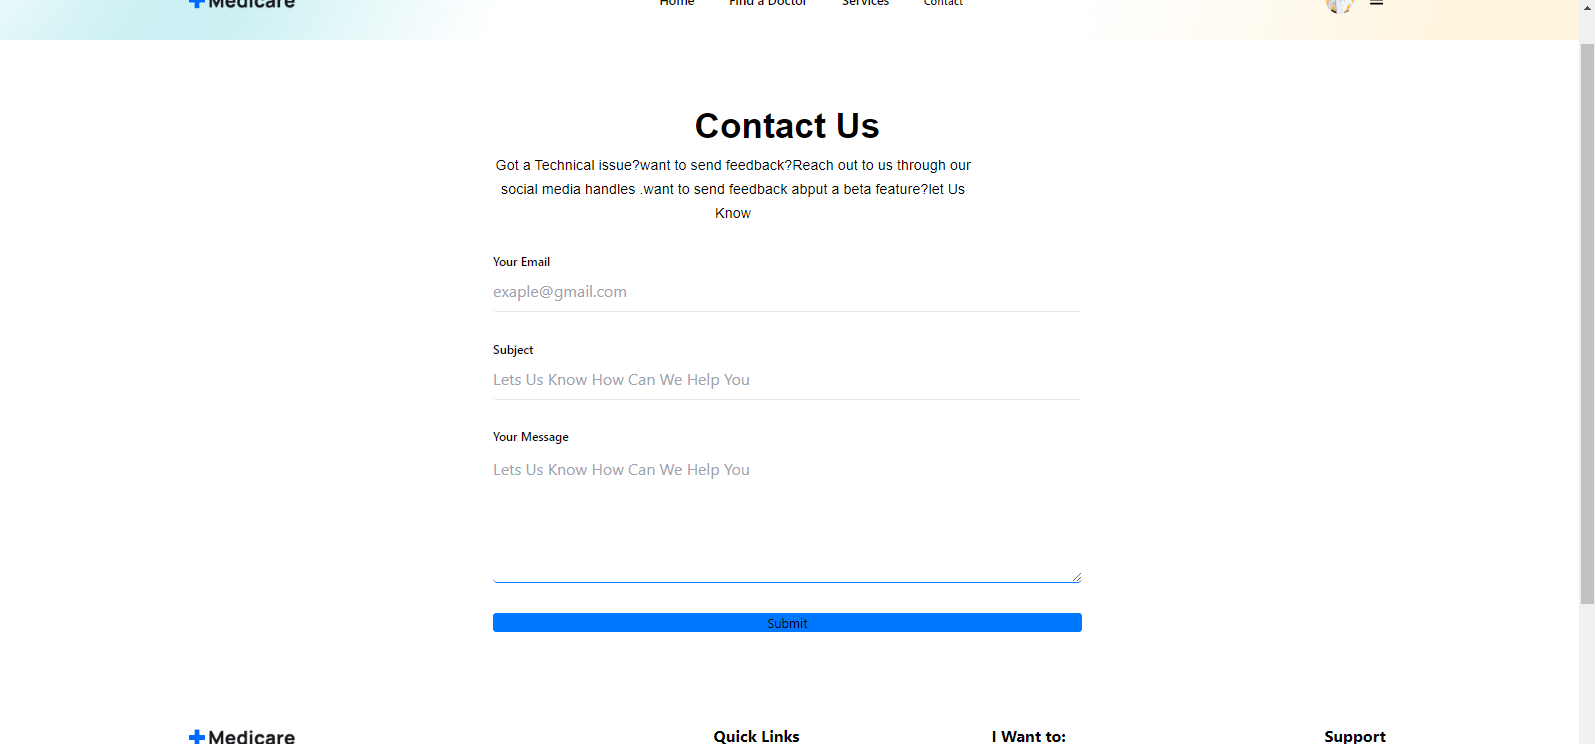 Medicare
Home Find a Doctor Services Contact
Contact Us
Got a Technical issue?want to send feedback?Reach out to us through our
social media handles .want to send feedback abput a beta feature?let Us
Know
Your Email
exaple@gmail.com
Subject
Lets Us Know How Can We Help You
Your Message
Lets Us Know How Can We Help You
Submit
Medicare
Quick Links
I Want to:
Support